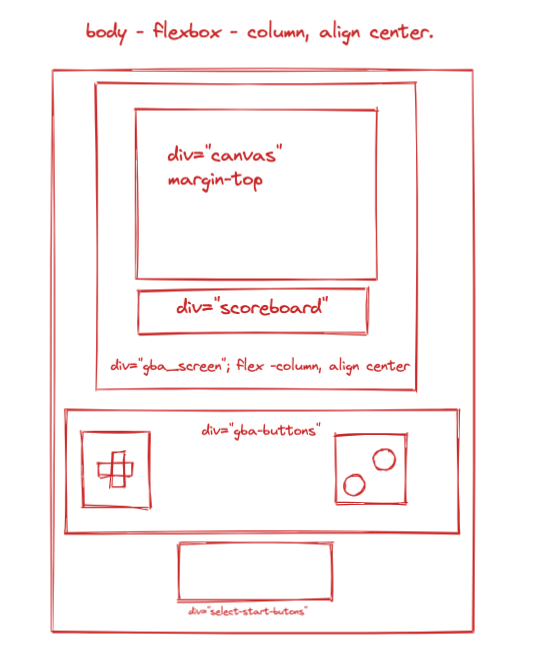 body - flexbox - column, align center.
div="canvas"
margin-top
div="scoreboard"
div="gba_screen"; flex -column, align center
div="gba-buttons"
div="select-start-butons"